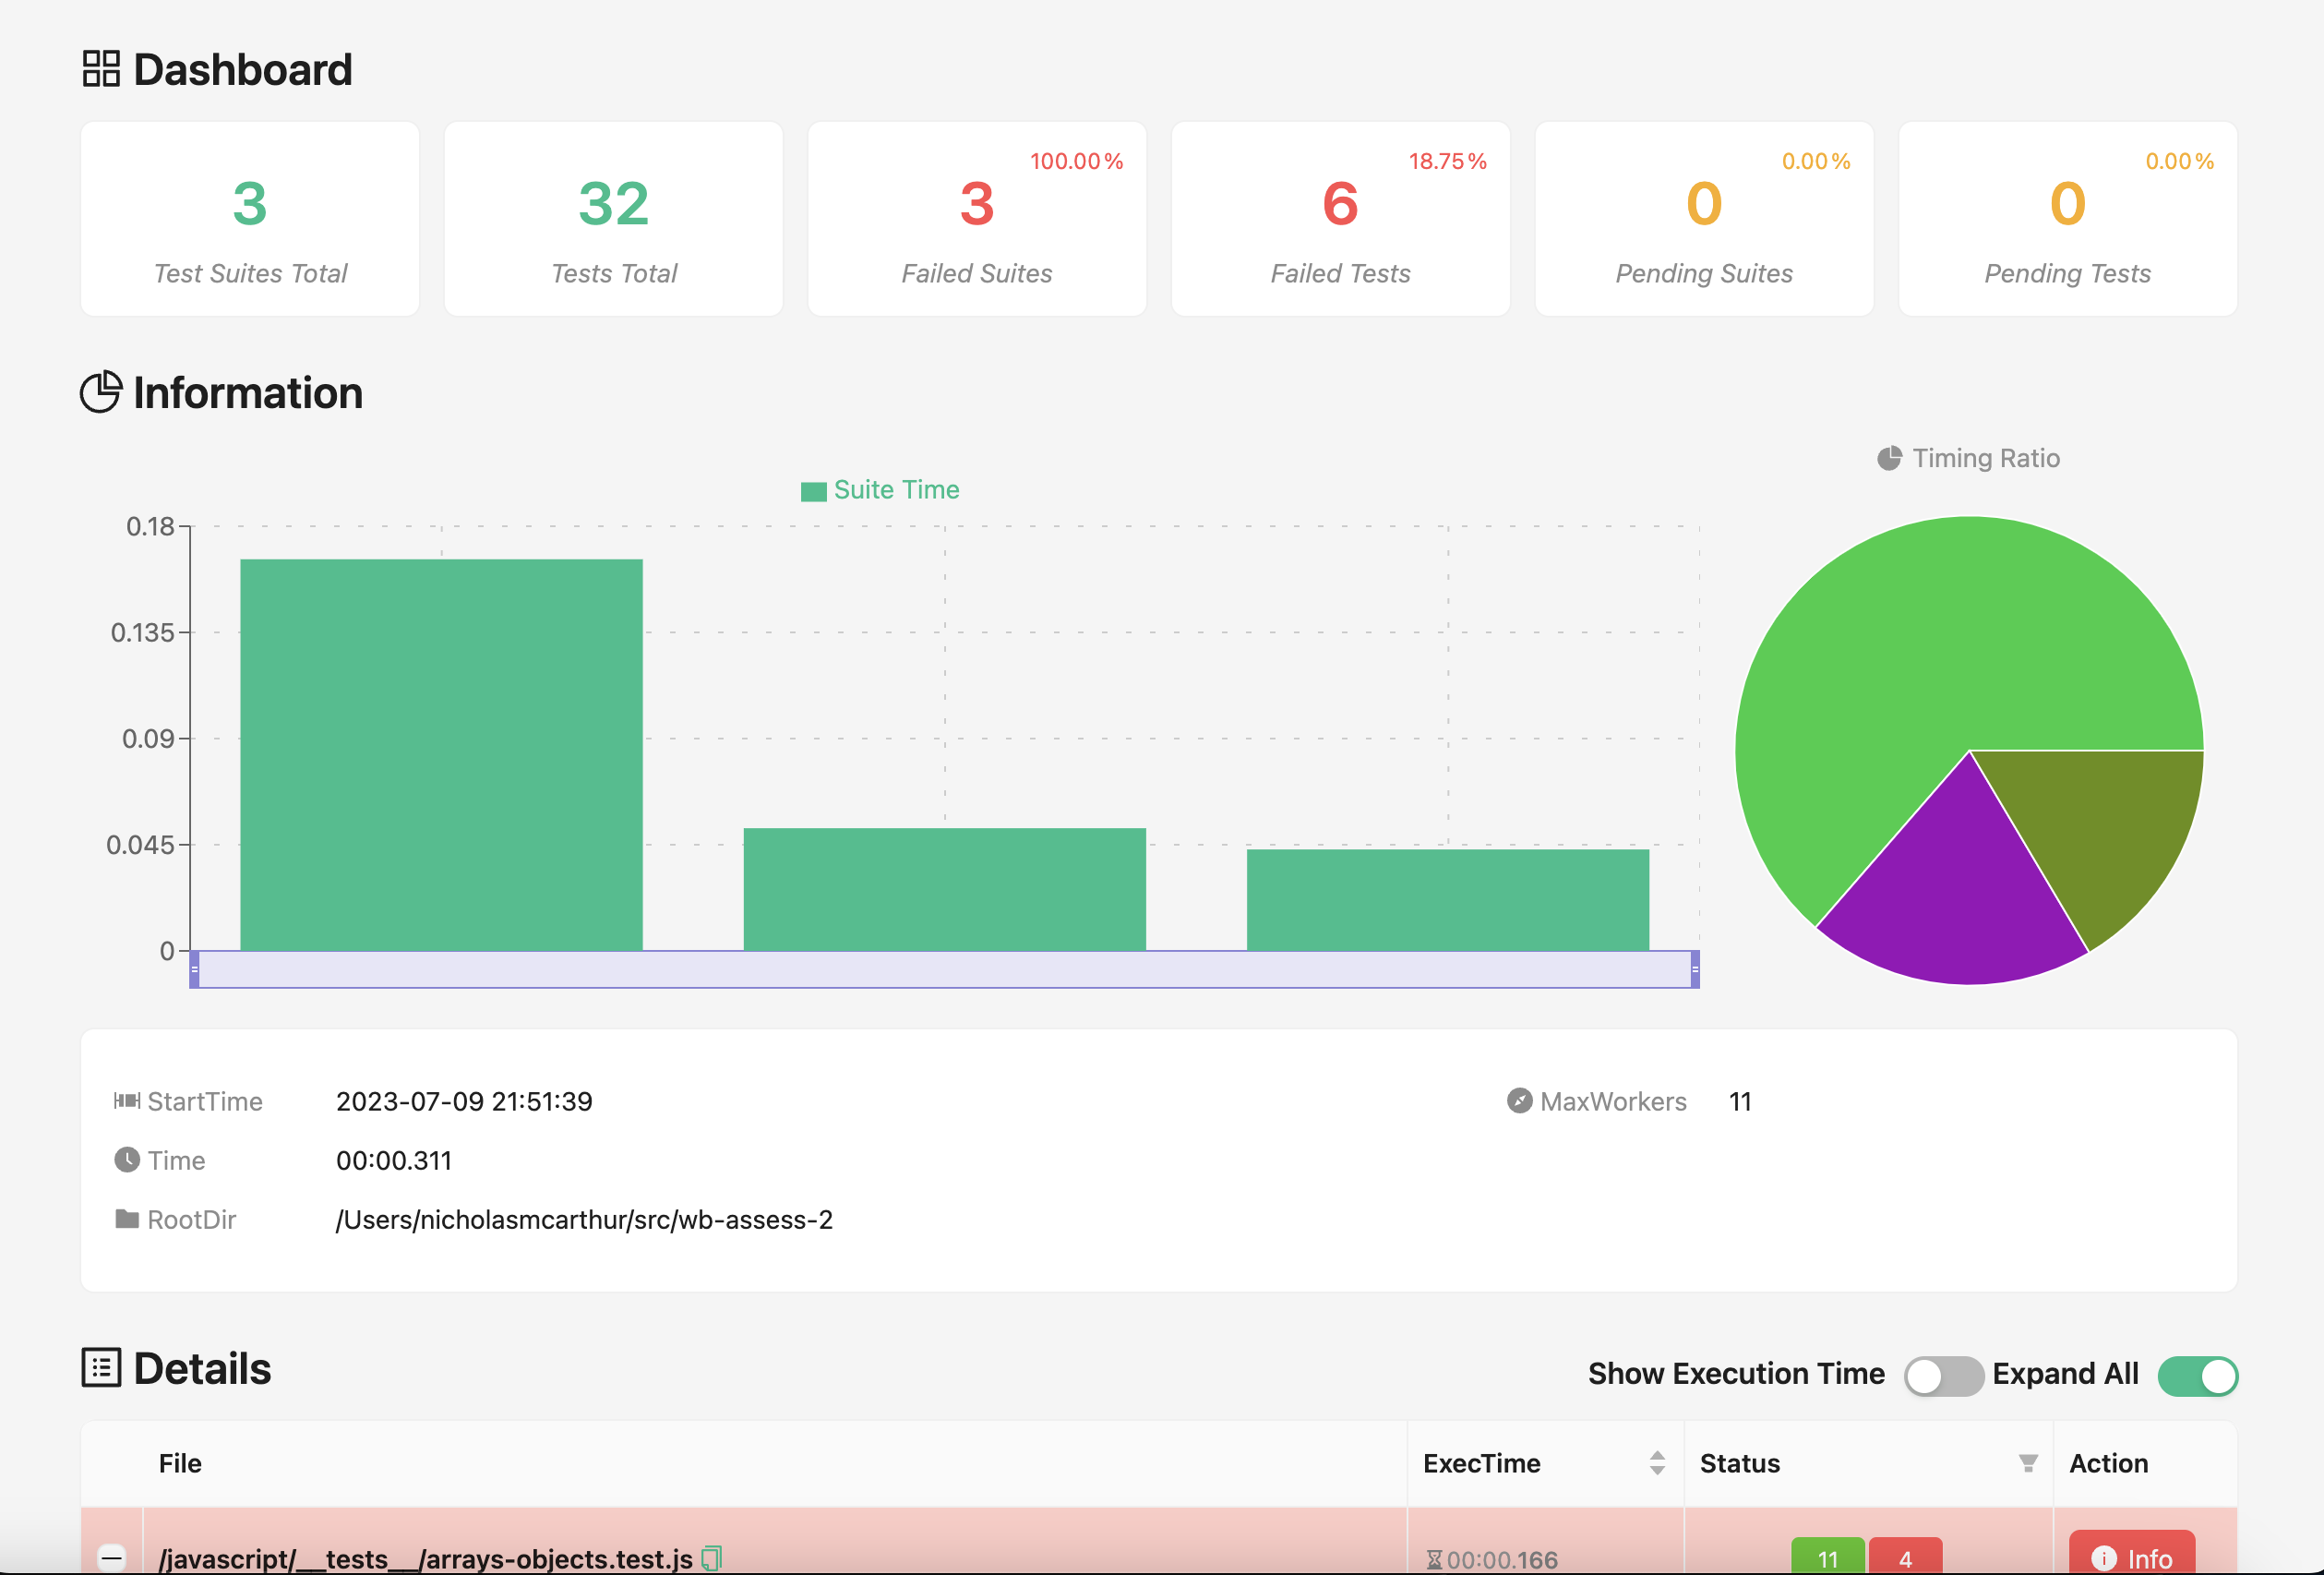 Dashboard
100.00%
18.75%
0.00%
0.00%
3
32
3
6
0
0
Test Suites Total
Tests Total
Failed Suites
Failed Tests
Pending Suites
Pending Tests
Information
Timing Ratio
Suite Time
0.18
0.135
0.09
0.045
0
StartTime 2023-07-09 21:51:39
MaxWorkers 11
Time 00:00.311
RootDir /Users/nicholasmcarthur/src/wb-assess-2
Details
Show Execution Time Expand All
File ExecTime Status Action
/javascript/__tests__/arrays-objects.test.js 00:00.166 11 4 Info